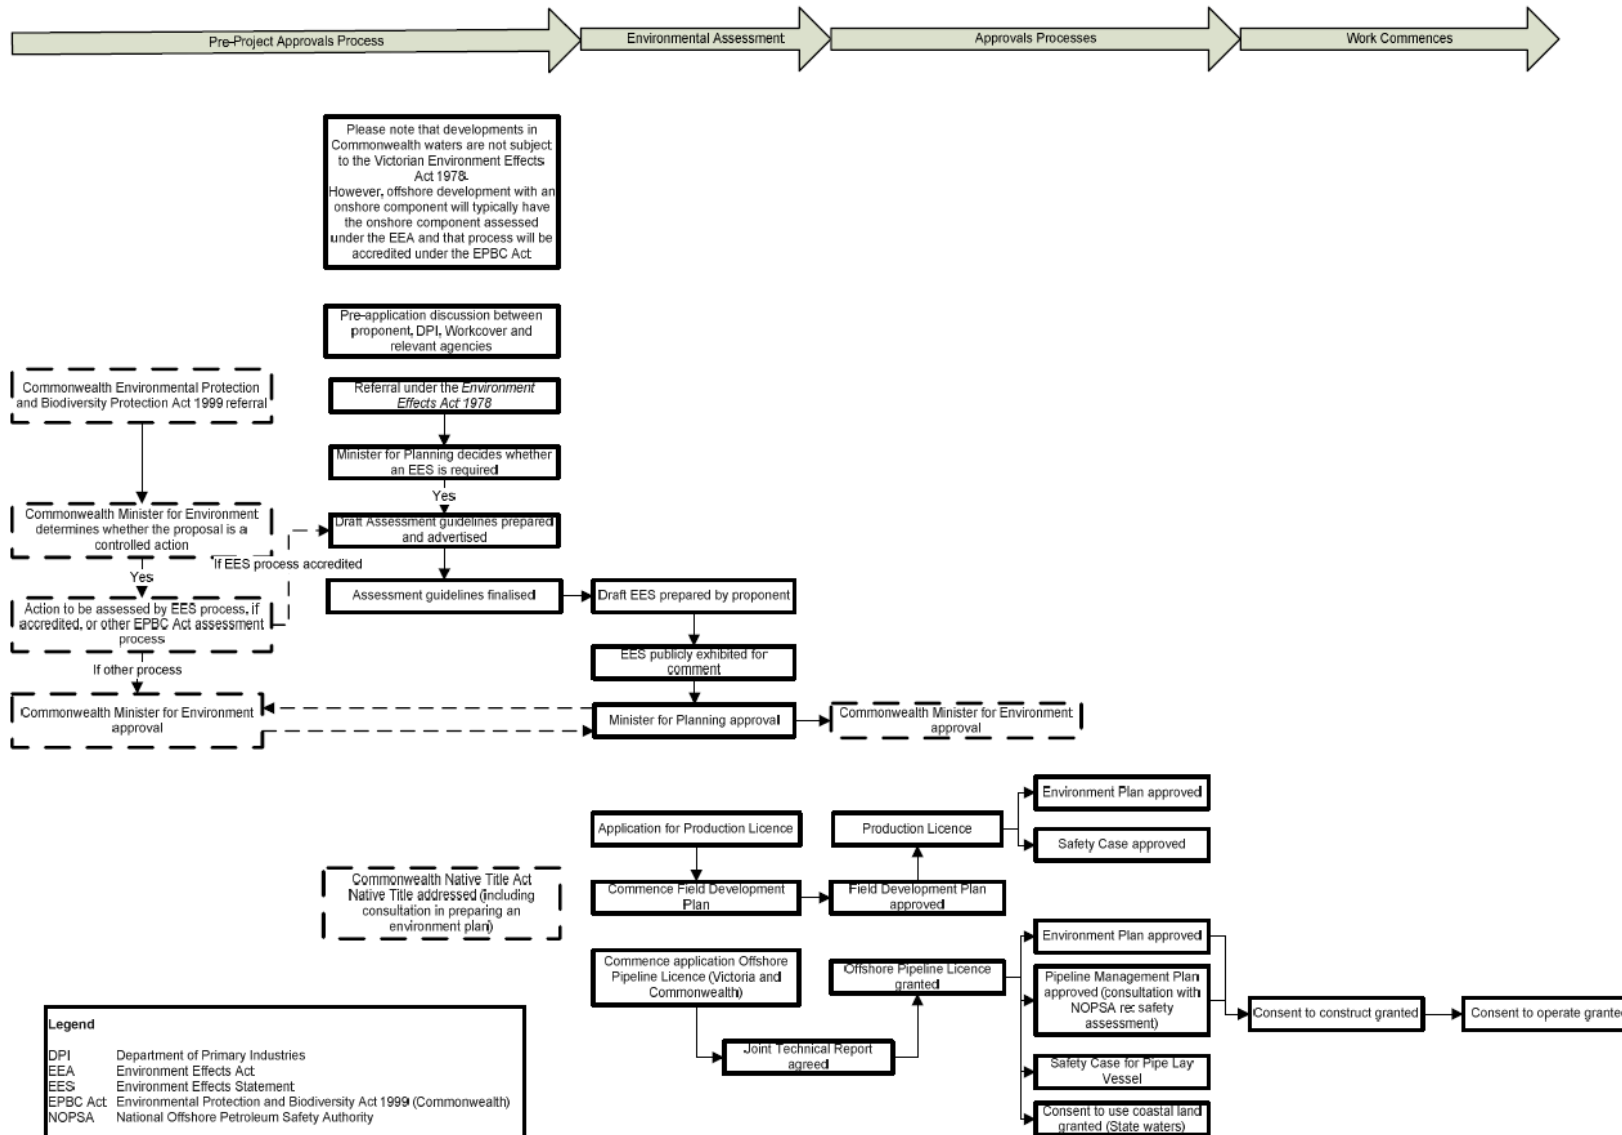 Pre-Project Approvals Process
Environmental Assessment
Approvals Processes
Work Commences
Please note that developments in
Commonwealth waters are not subject
to the Victorian Environment Effects
Act 1978.
However, offshore development with an
onshore component will typically have
the onshore component assessed
under the EEA and that process will be
accredited under the EPBC Act
Pre-application discussion between
proponent, DPI, Workcover and
relevant agencies
Commonwealth Environmental Protection
and Biodiversity Protection Act 1999 referral
Referral under the Environment
Effects Act 1978
Minister for Planning decides whether
an EES is required
Yes
Commonwealth Minister for Environment
determines whether the proposal is a
controlled action
Draft Assessment guidelines prepared
and advertised
If EES process accredited
Yes
Action to be assessed by EES process, if
accredited, or other EPBC Act assessment
process
Assessment guidelines finalised
Draft EES prepared by proponent
EES publicly exhibited for
comment
If other process
Commonwealth Minister for Environment
approval
Minister for Planning approval
Commonwealth Minister for Environment
approval
Environment Plan approved
Application for Production Licence
Production Licence
Safety Case approved
Commonwealth Native Title Act
Native Title addressed (including
consultation in preparing an
environment plan)
Commence Field Development
Plan
Field Development Plan
approved
Environment Plan approved
Commence application Offshore
Pipeline Licence (Victoria and
Commonwealth)
Offshore Pipeline Licence
granted
Pipeline Management Plan
approved (consultation with
NOPSA re: safety
assessment)
Consent to construct granted
Consent to operate granted
Joint Technical Report
agreed
Safety Case for Pipe Lay
Vessel
Consent to use coastal land
granted (State waters)
Legend
DPI Department of Primary Industries
EEA Environment Effects Act
EES Environment Effects Statement
EPBC Act Environmental Protection and Biodiversity Act 1999 (Commonwealth)
NOPSA National Offshore Petroleum Safety Authority